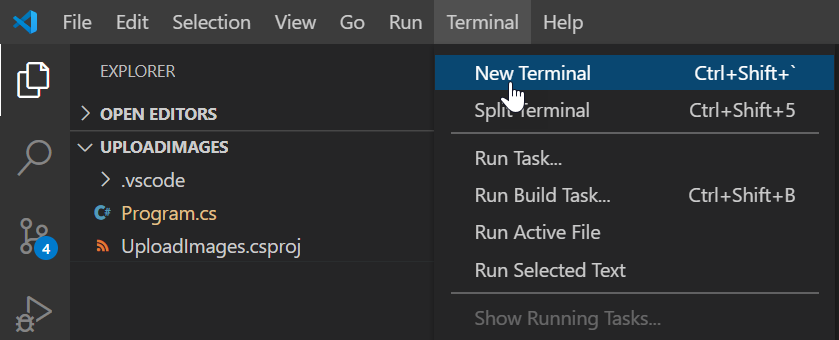 File Edit Selection View Go Run Terminal Help
EXPLORER
OPEN EDITORS
UPLOADIMAGES
.vscode
C# Program.cs
UploadImages.csproj
4
New Terminal Ctrl+Shift+`
Split Terminal Ctrl+Shift+5
Run Task...
Run Build Task... Ctrl+Shift+B
Run Active File
Run Selected Text
Show Running Tasks...